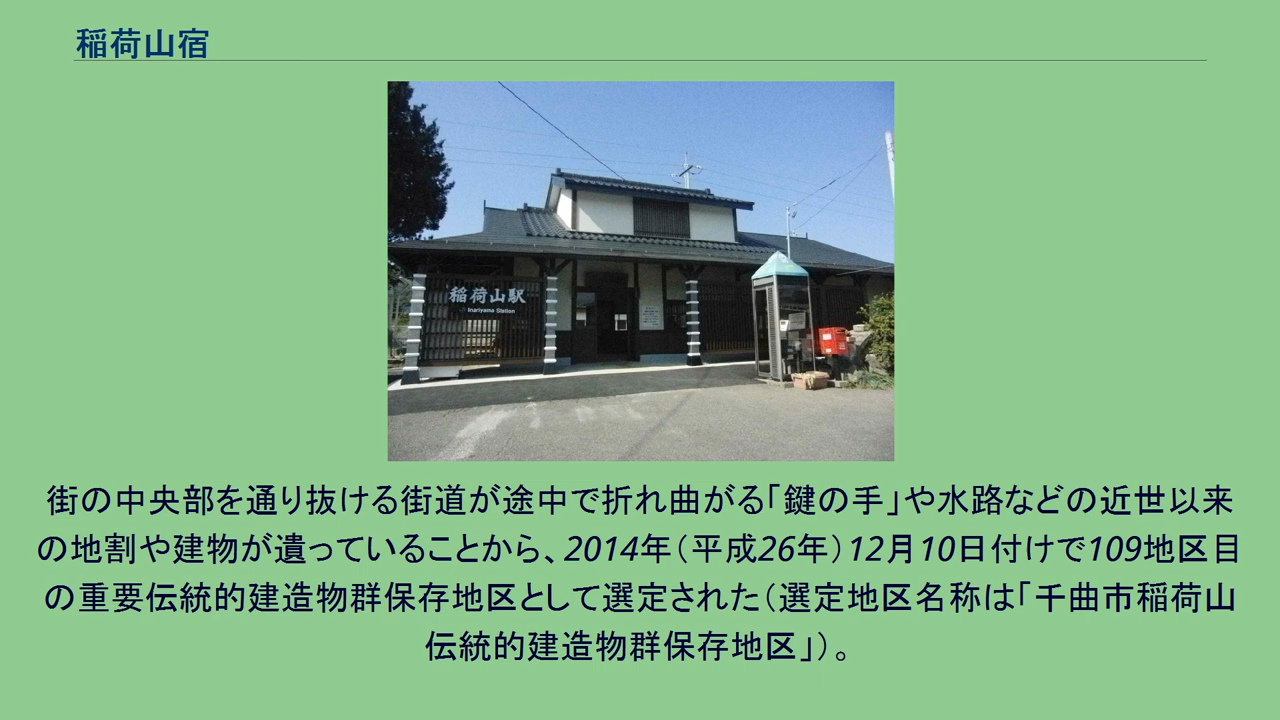 稲荷山宿
稲荷山駅
Inariyama Station
街の中央部を通り抜ける街道が途中で折れ曲がる「鍵の手」や水路などの近世以来
の地割や建物が遺っていることから、2014年（平成26年）12月10日付けで109地区目
の重要伝統的建造物群保存地区として選定された（選定地区名称は「千曲市稲荷山
伝統的建造物群保存地区」）。